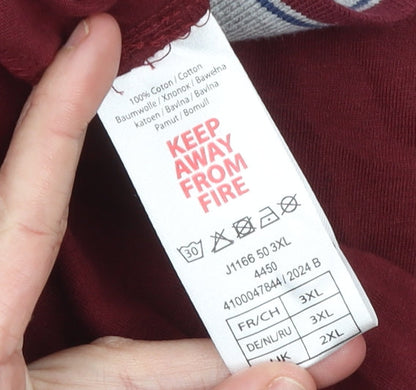 100% Coton / Cotton
Baumwolle / Хлопок / Bawełna
katoen / Bavlna / Bavlna
Pamut / Bomull
KEEP
AWAY
FROM
FIRE
30
J1166 50 3XL
4450
4100047844 / 2024 B
FR/CH 3XL
DE/NL/RU 3XL
UK 2XL